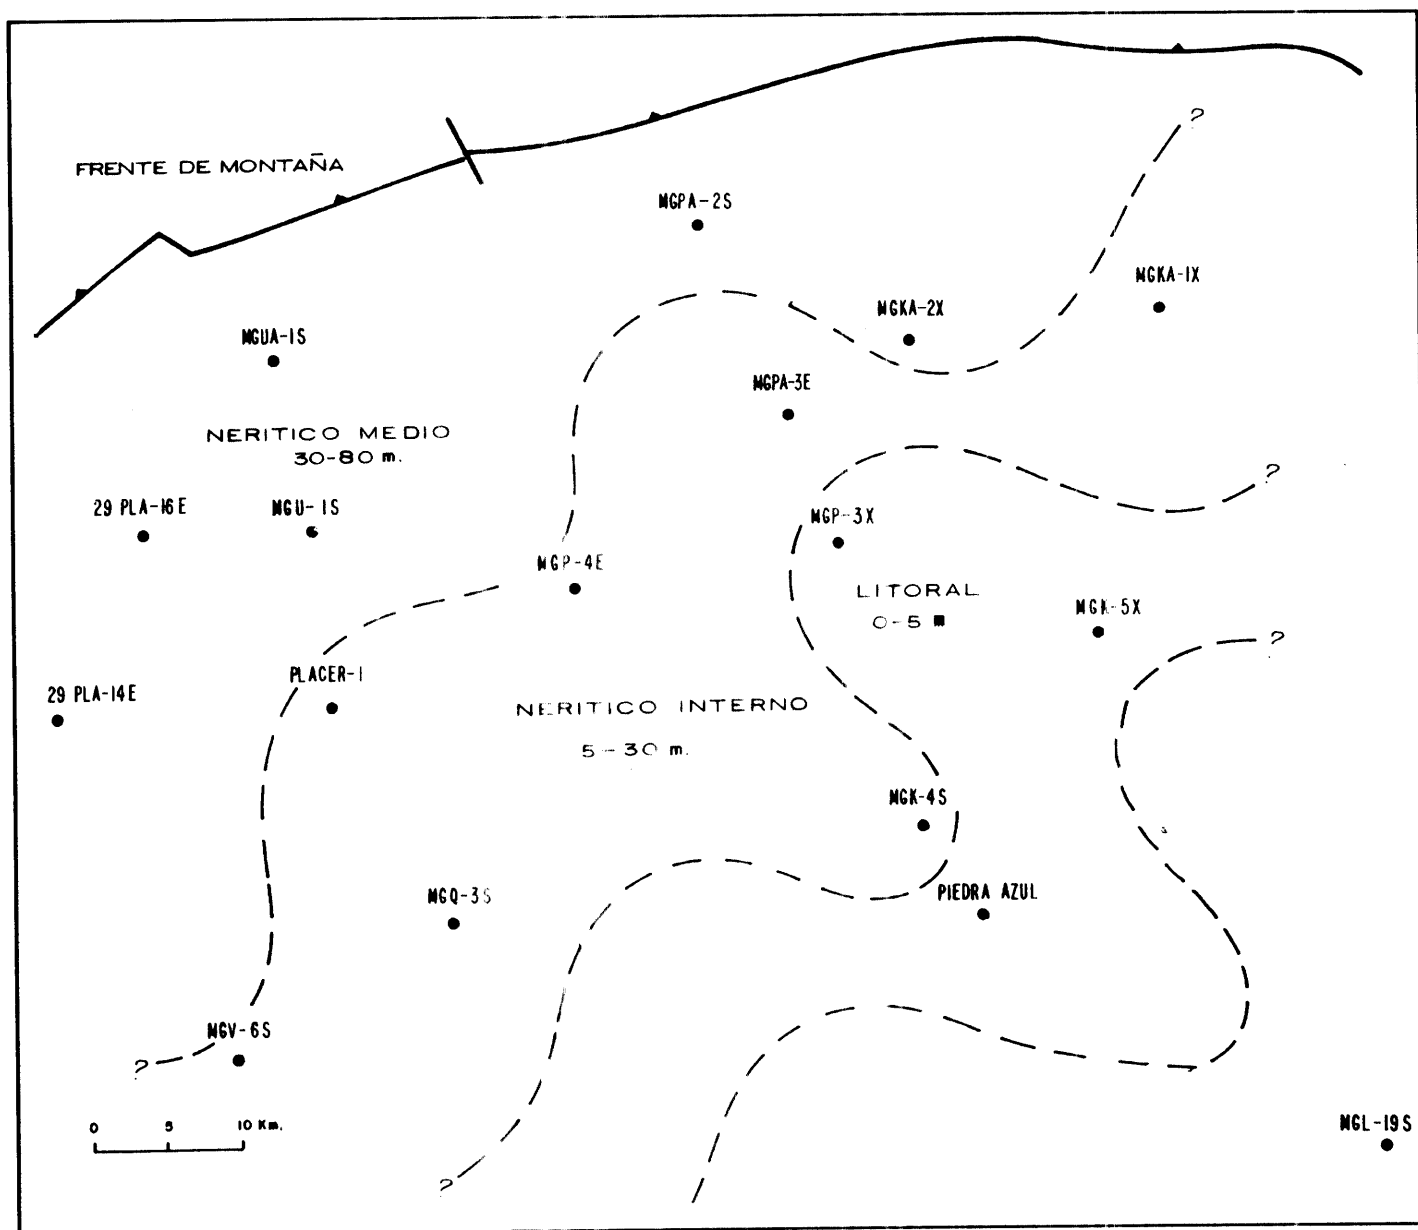 ?
FRENTE DE MONTAÑA
MGPA-2S
MGKA-1X
MGKA-2X
MGUA-1S
MGPA-3E
NERITICO MEDIO
30-80 m.
?
29 PLA-16E
MGU-1S
MGP-3X
MGP-4E
LITORAL
0-5 m
MGK-5X
?
PLACER-1
29 PLA-14E
NERITICO INTERNO
5-30 m.
MGK-4S
MGQ-3S
PIEDRA AZUL
MGV-6S
?
0 5 10 Km.
MGL-19S
?